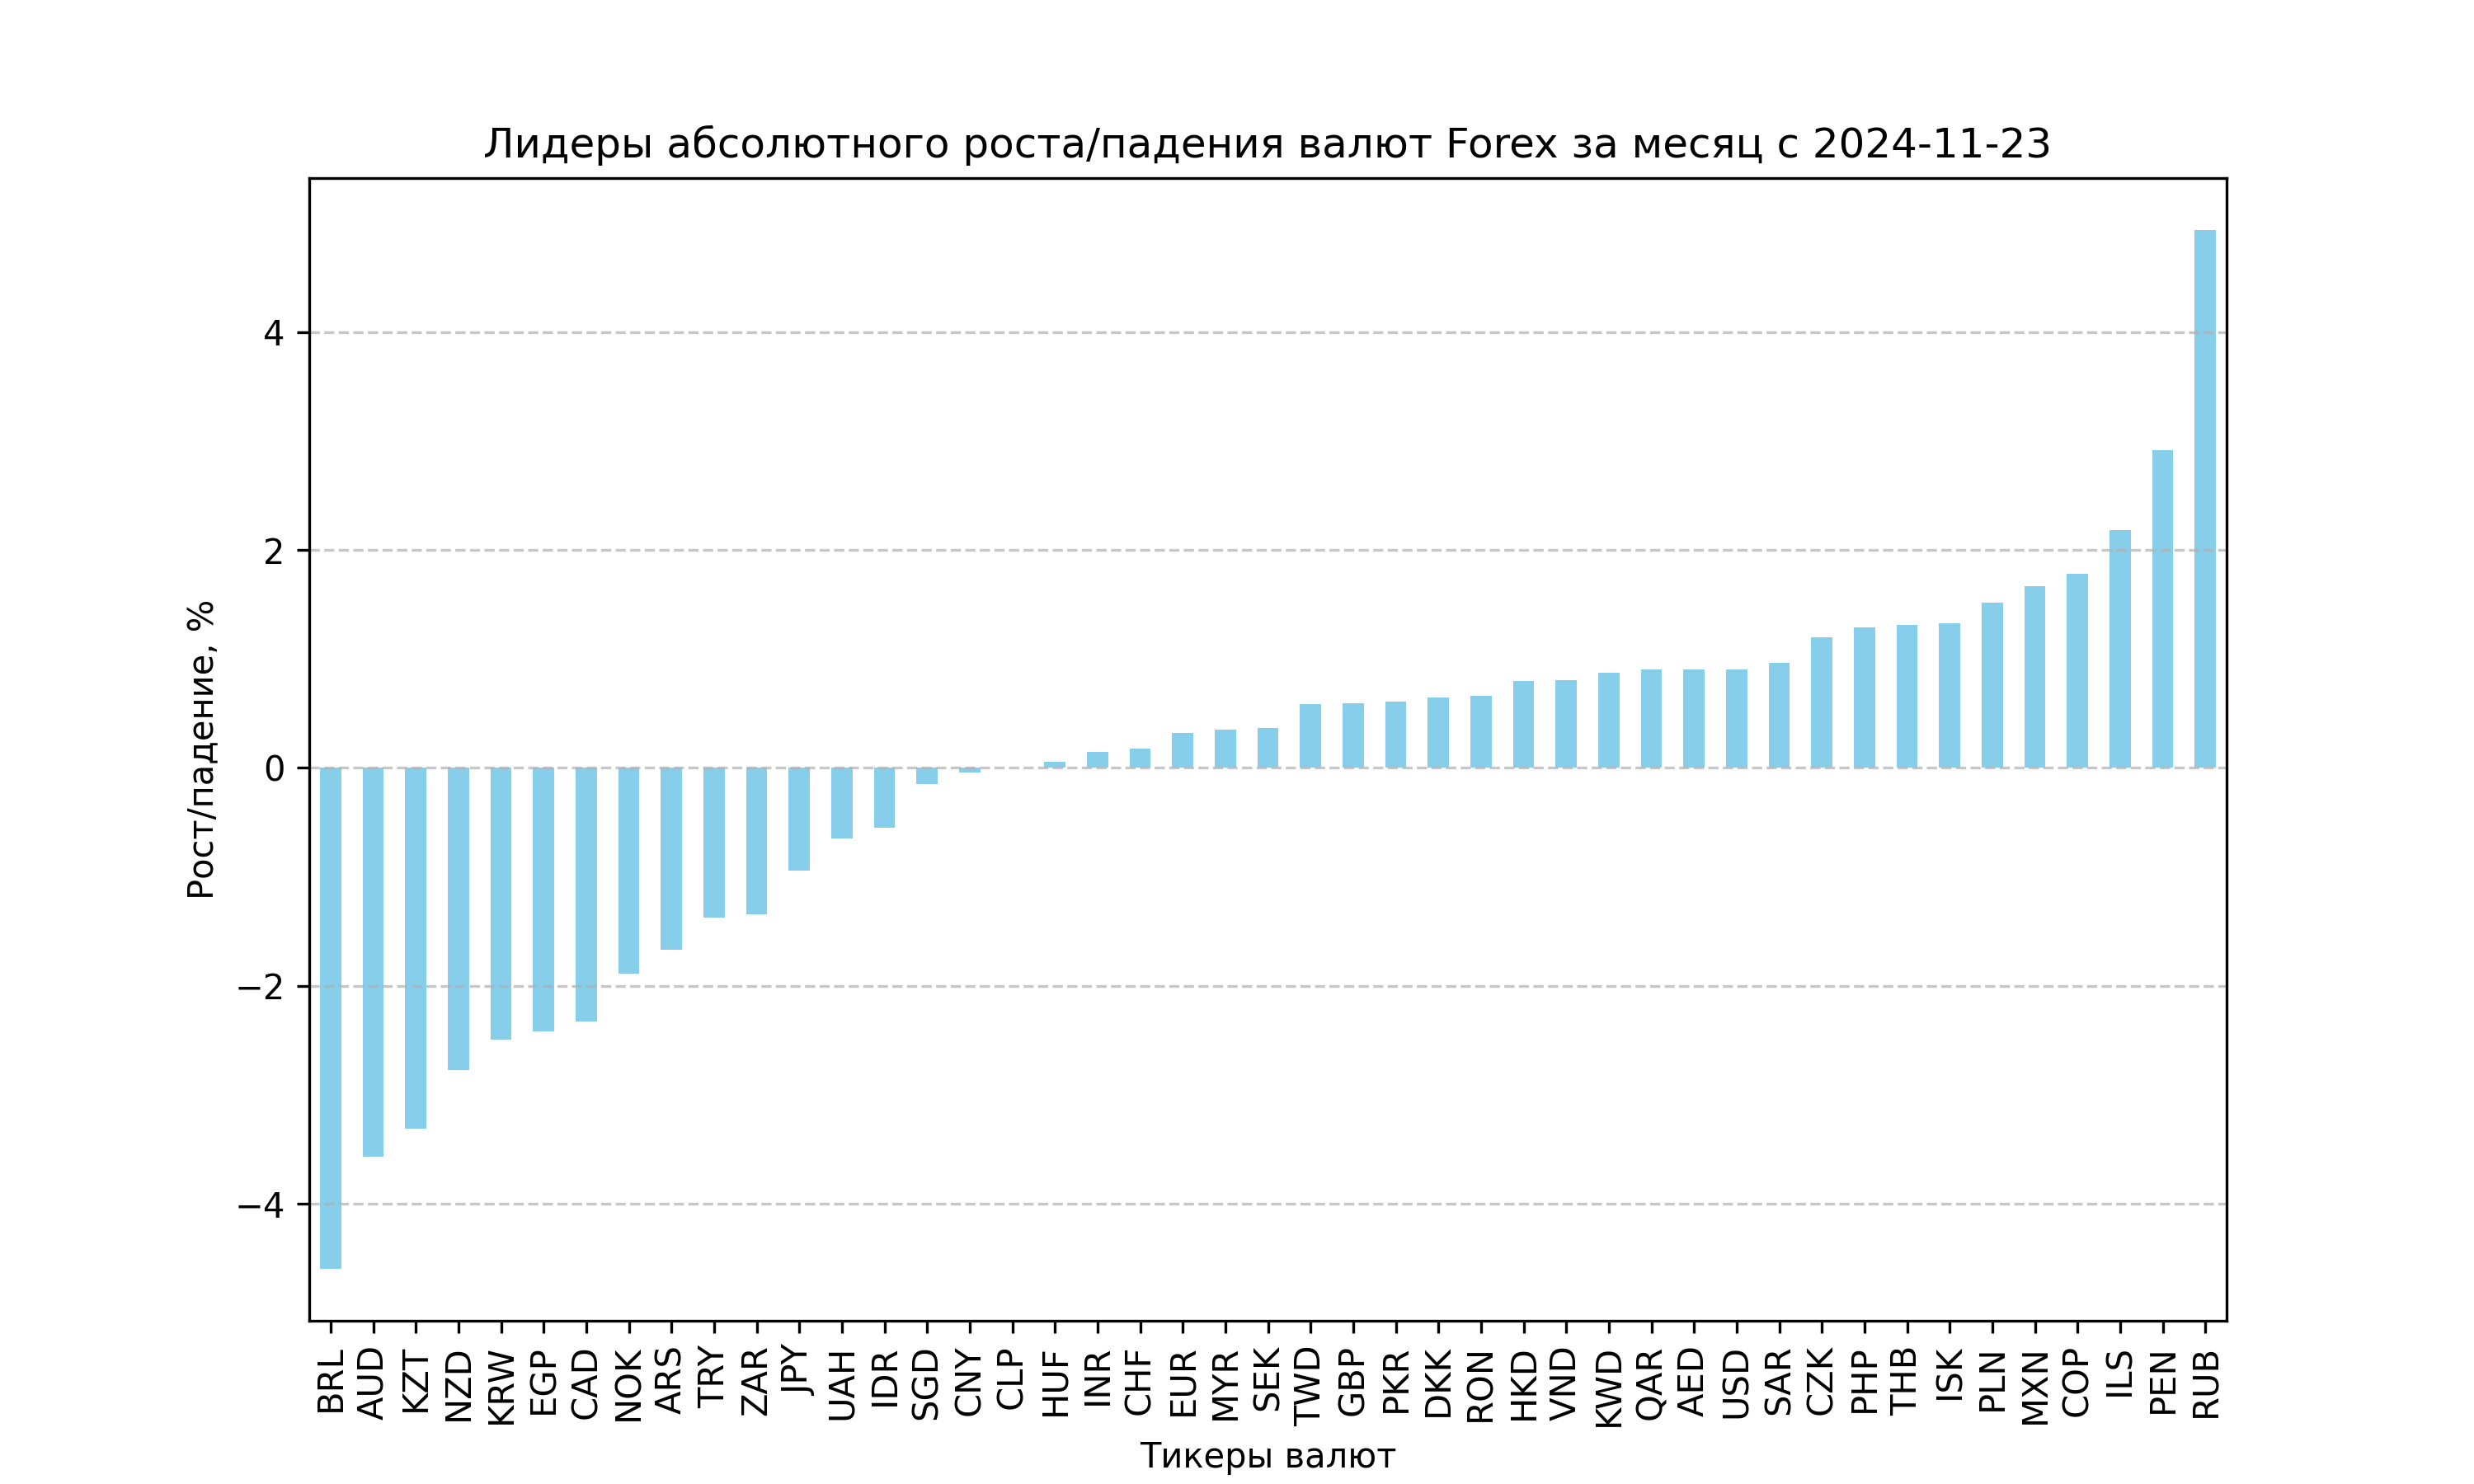 Лидеры абсолютного роста/падения валют Forex за месяц с 2024-11-23
Рост/падение, %
4
2
0
−2
−4
BRL
AUD
KZT
NZD
KRW
EGP
CAD
NOK
ARS
TRY
ZAR
JPY
UAH
IDR
SGD
CNY
CLP
HUF
INR
CHF
EUR
MYR
SEK
TWD
GBP
PKR
DKK
RON
HKD
VND
KWD
QAR
AED
USD
SAR
CZK
PHP
THB
ISK
PLN
MXN
COP
ILS
PEN
RUB
Тикеры валют